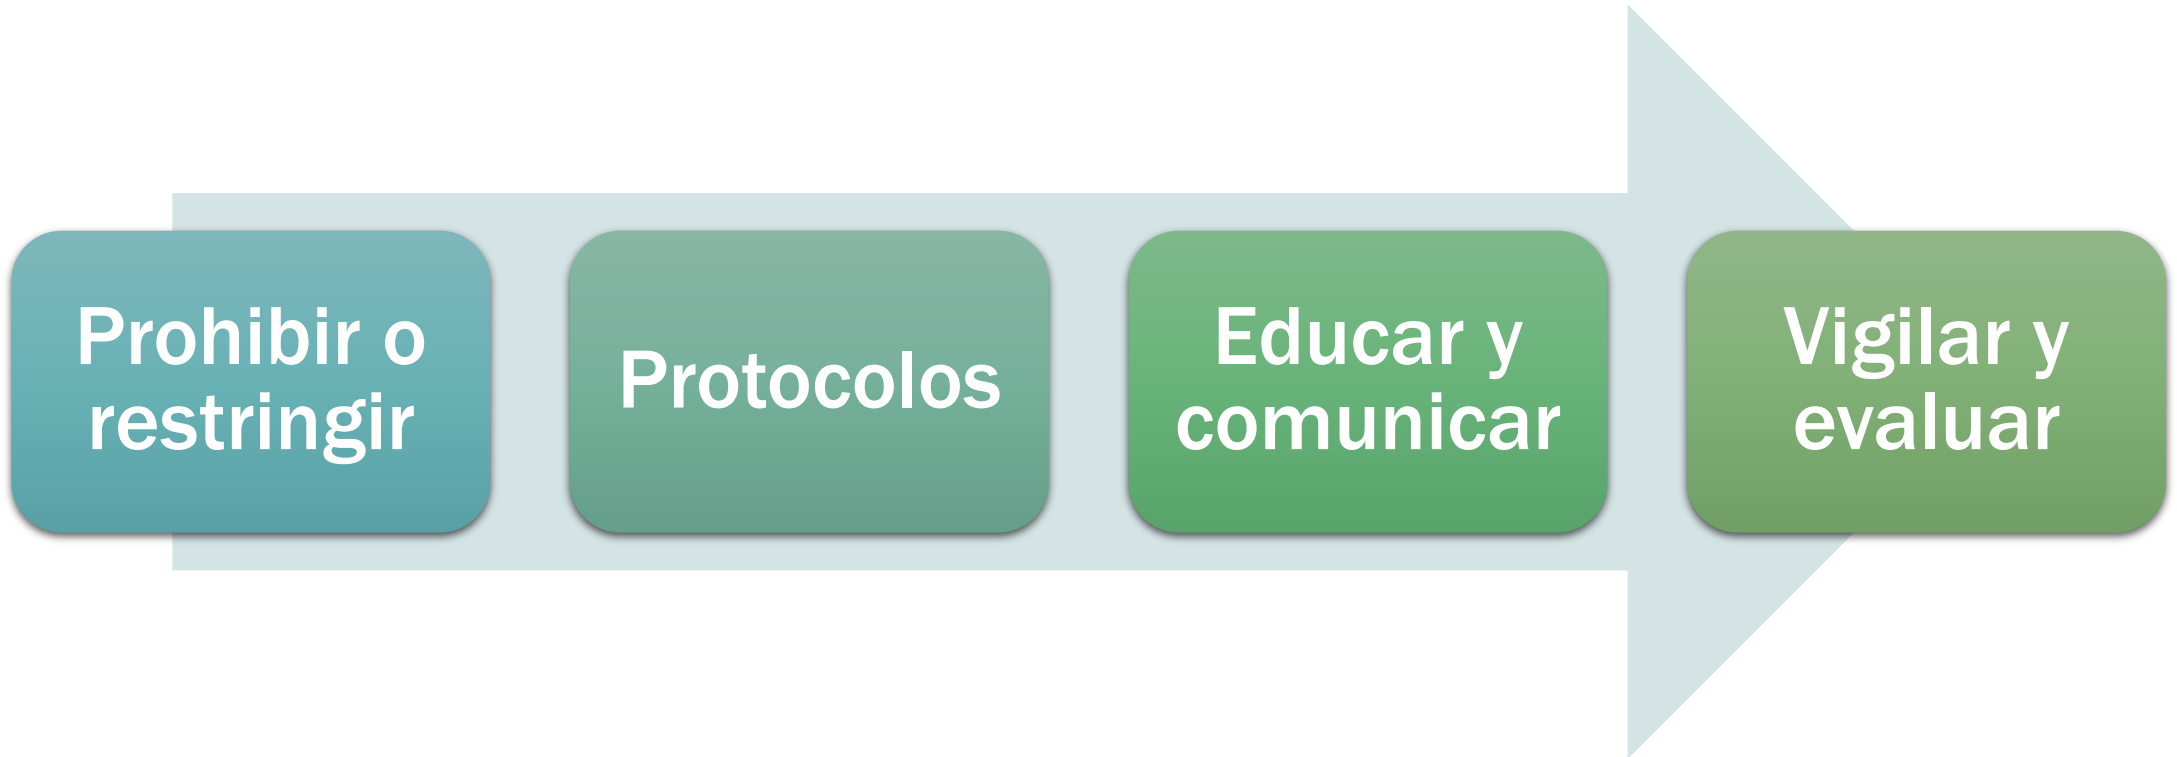 Prohibir o
restringir
Protocolos
Educar y
comunicar
Vigilar y
evaluar